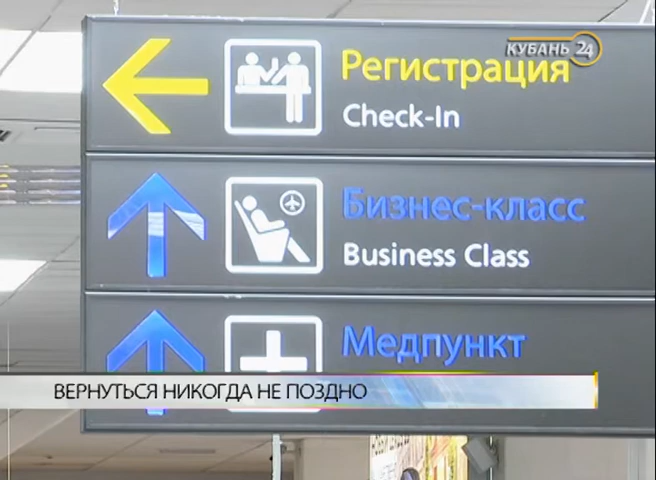 КУБАНЬ 24
Регистрация
Check-In
Бизнес-класс
Business Class
Медпункт
ВЕРНУТЬСЯ НИКОГДА НЕ ПОЗДНО